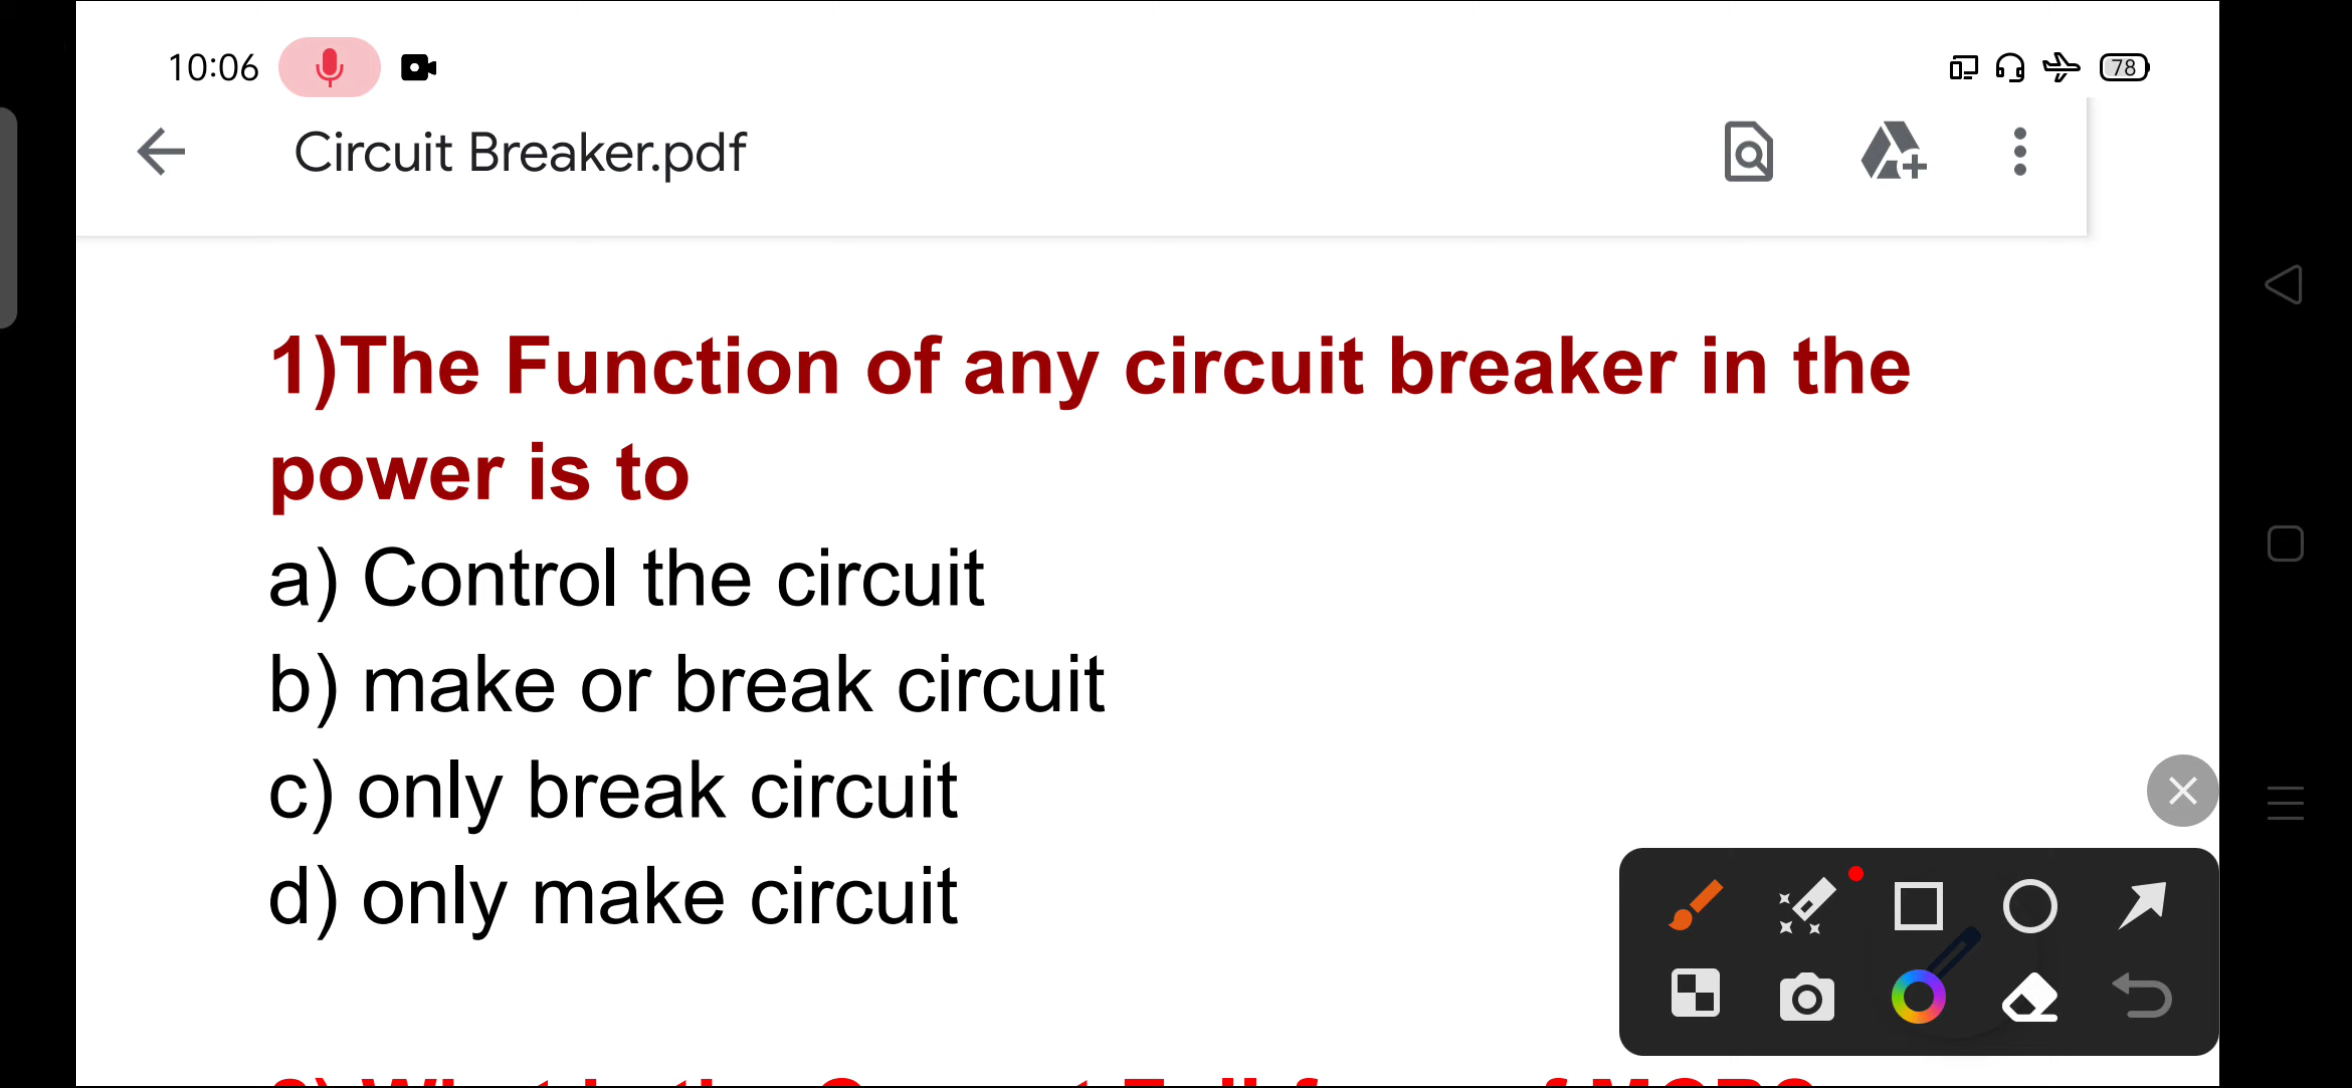 10:06
78
Circuit Breaker.pdf
1)The Function of any circuit breaker in the
power is to
a) Control the circuit
b) make or break circuit
c) only break circuit
d) only make circuit